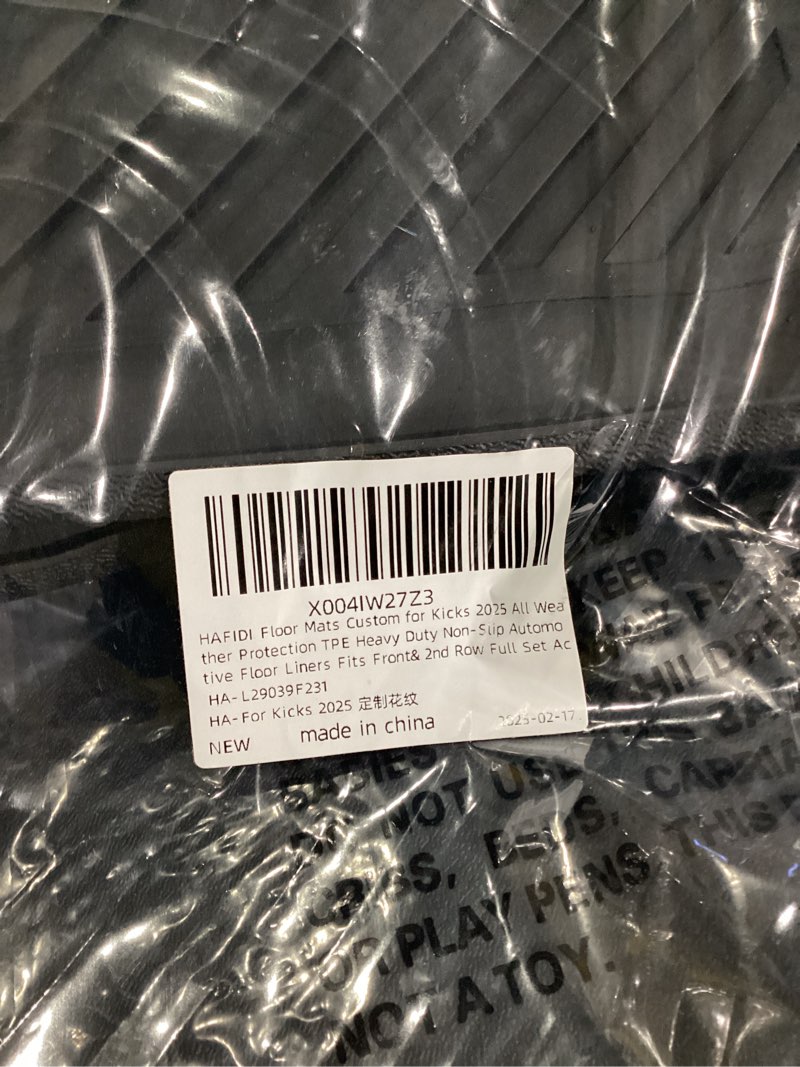 X004IW27Z3
HAFIDI Floor Mats Custom for Kicks 2025 All Wea
ther Protection TPE Heavy Duty Non-Slip Automo
tive Floor Liners Fits Front& 2nd Row Full Set Ac
HA-L29039F231
HA-For Kicks 2025 定制花纹
NEW made in china
-02-17
KEEP
BABIES
NOT USE
CRIBS, BEDS,
OR PLAY PENS. THIS
NOT A TOY.